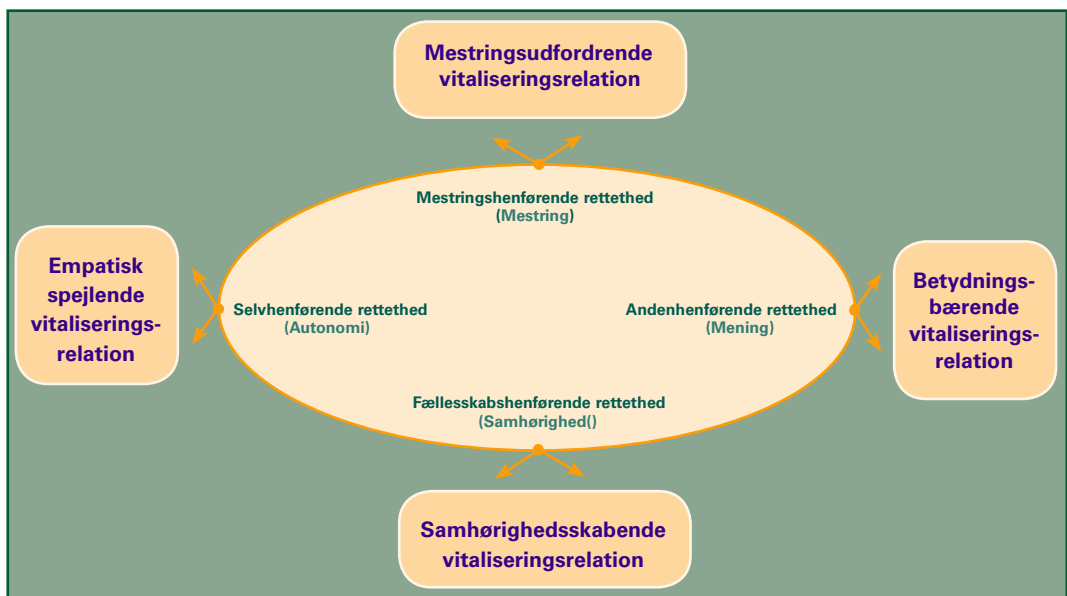 Mestringsudfordrende
vitaliseringsrelation
Mestringshenførende rettethed
(Mestring)
Empatisk
spejlende
vitaliserings-
relation
Selvhenførende rettethed
(Autonomi)
Andenhenførende rettethed
(Mening)
Betydnings-
bærende
vitaliserings-
relation
Fællesskabshenførende rettethed
(Samhørighed()
Samhørighedsskabende
vitaliseringsrelation